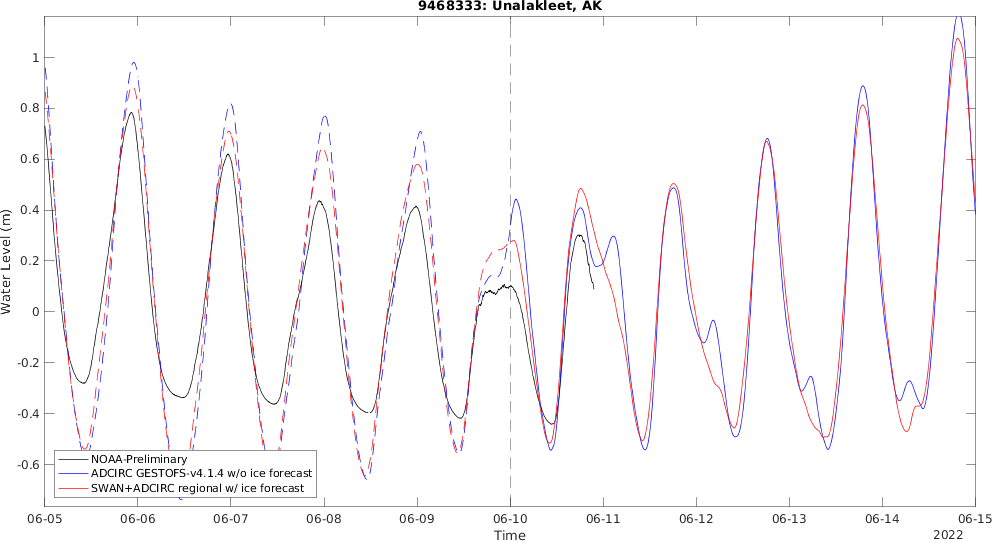 9468333: Unalakleet, AK
Water Level (m)
1
0.8
0.6
0.4
0.2
0
-0.2
-0.4
-0.6
NOAA-Preliminary
ADCIRC GESTOFS-v4.1.4 w/o ice forecast
SWAN+ADCIRC regional w/ ice forecast
06-05 06-06 06-07 06-08 06-09 06-10 06-11 06-12 06-13 06-14 06-15
Time
2022